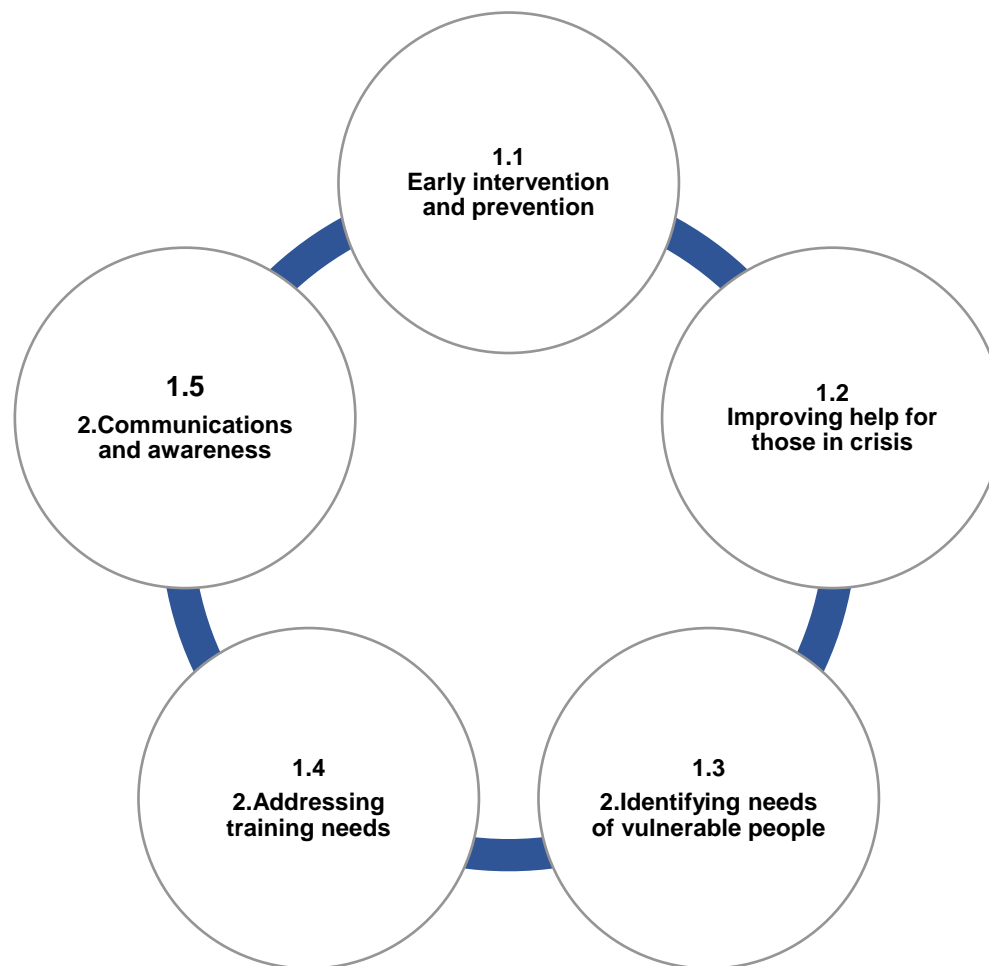 1.1
Early intervention
and prevention
1.2
Improving help for
those in crisis
1.3
2.Identifying needs
of vulnerable people
1.4
2.Addressing
training needs
1.5
2.Communications
and awareness